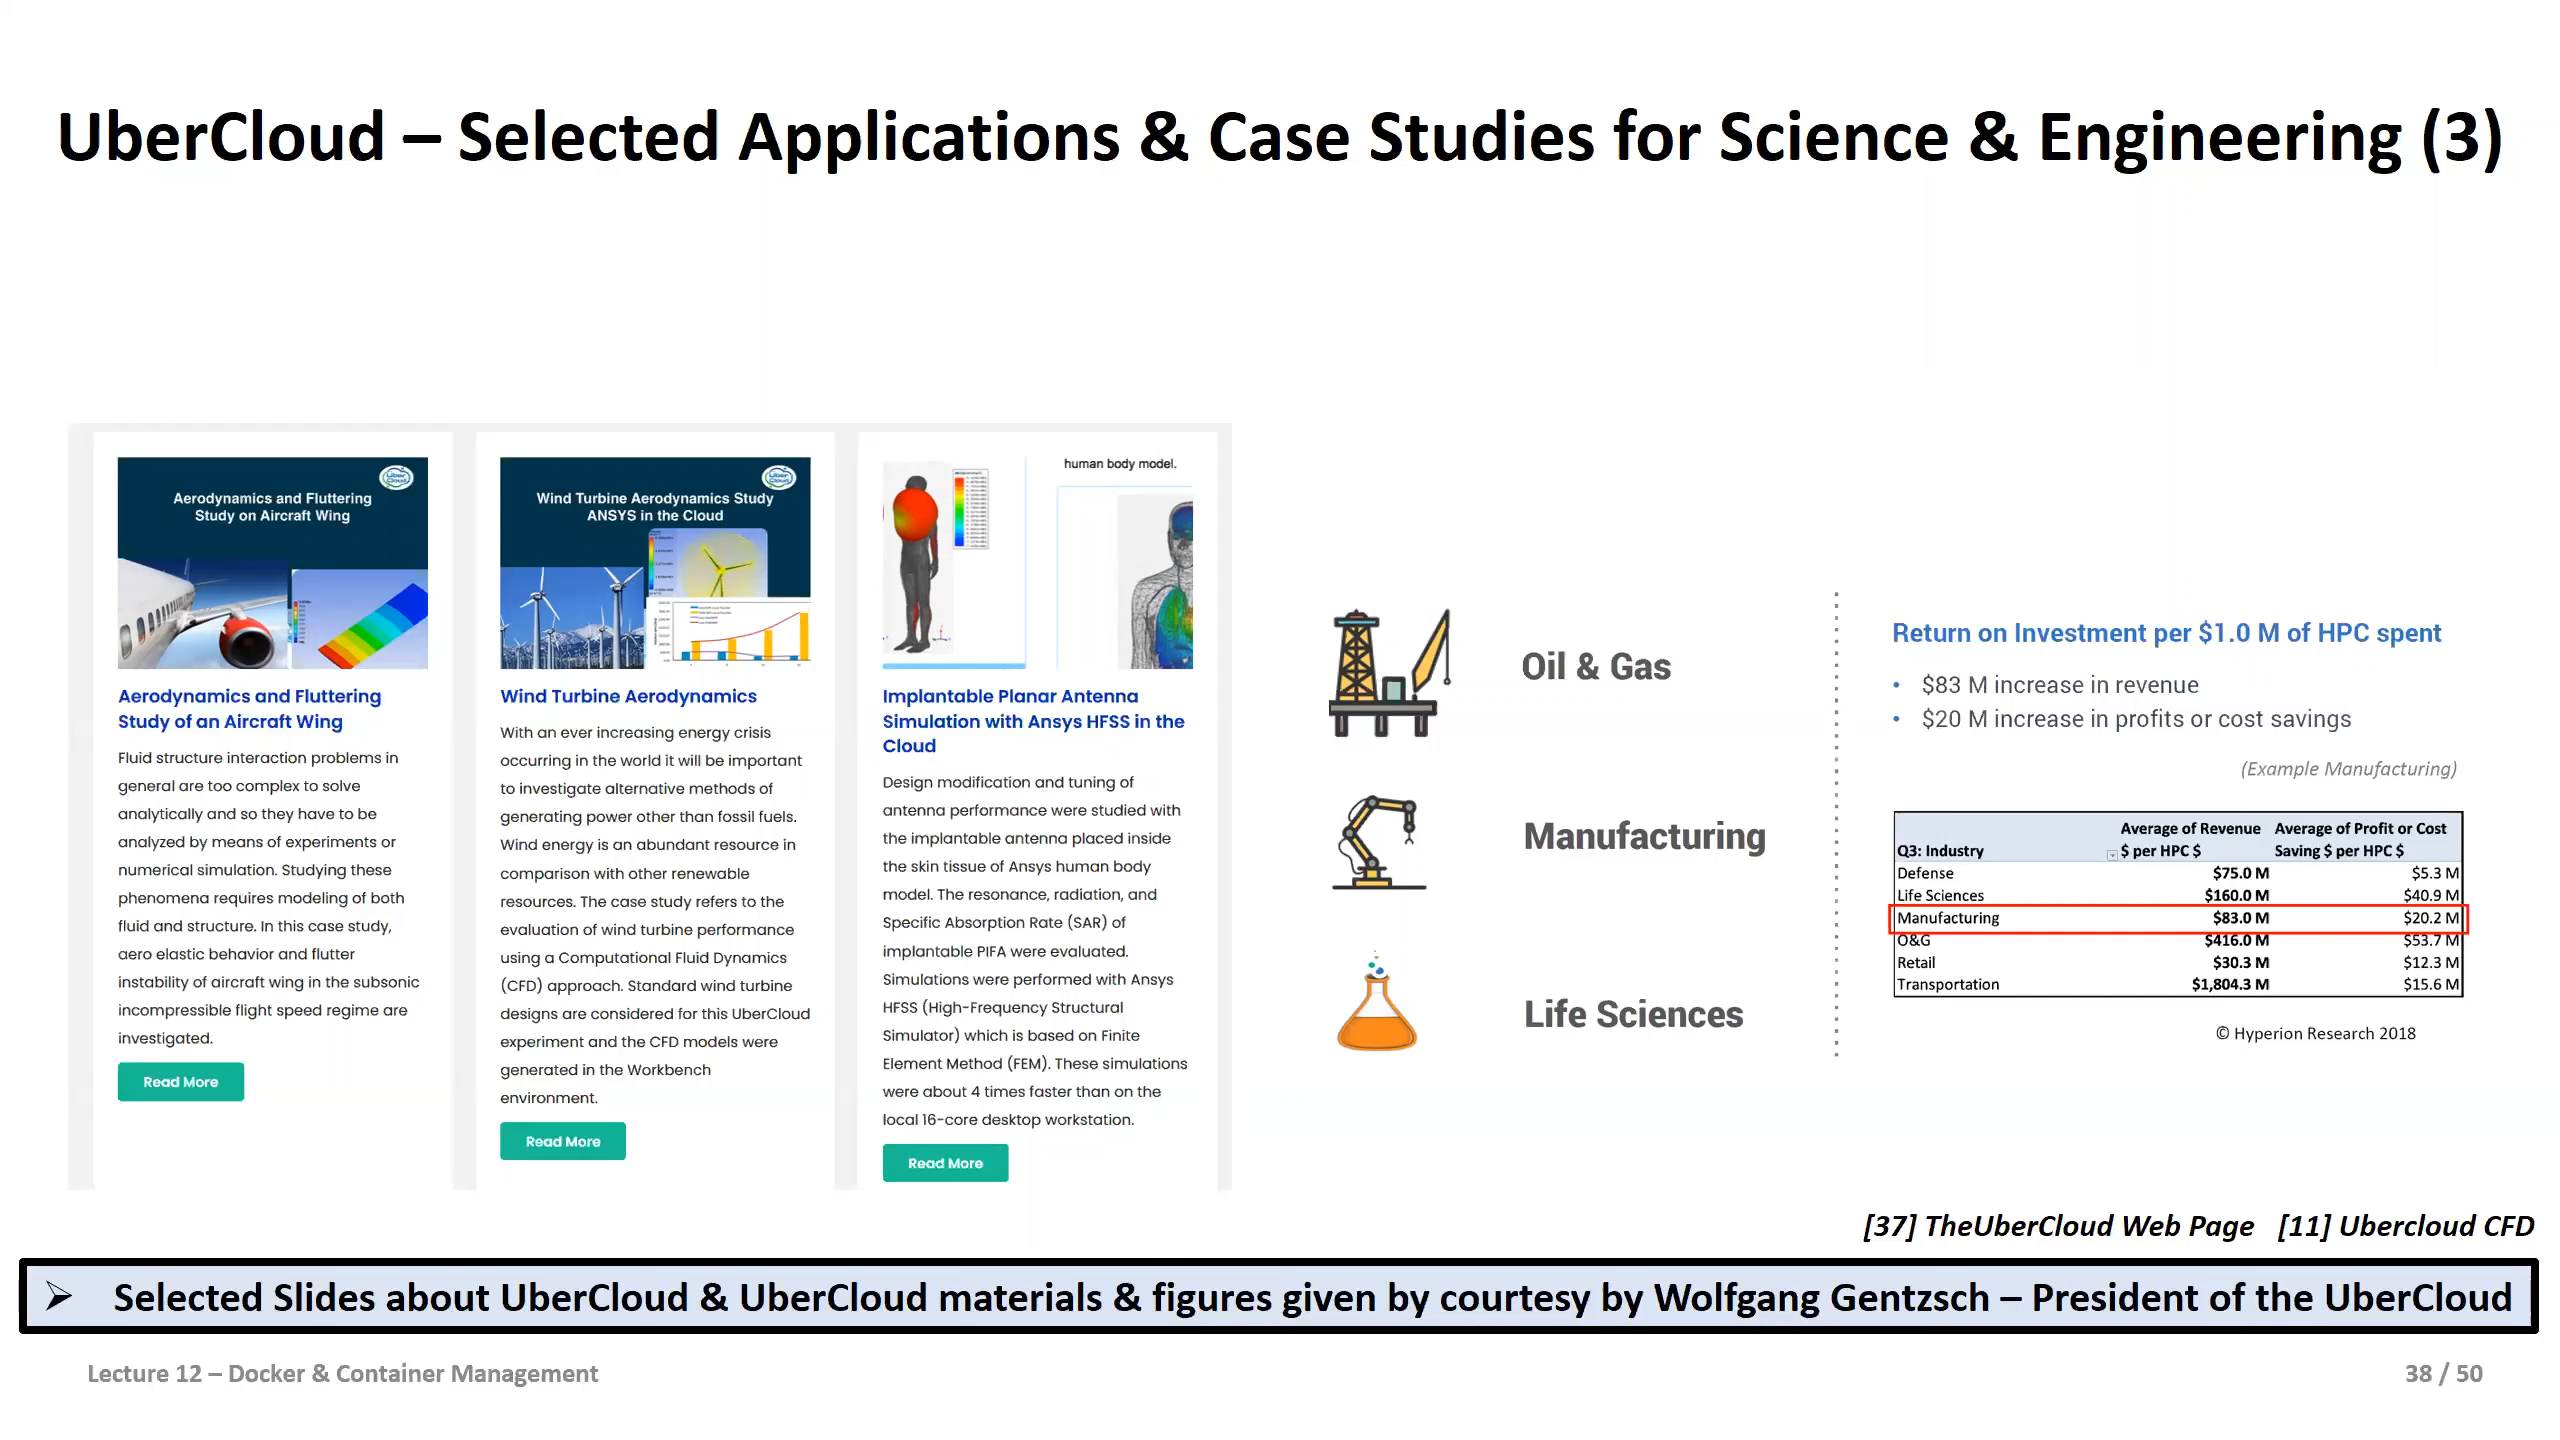 UberCloud – Selected Applications & Case Studies for Science & Engineering (3)
Uber
Cloud
Aerodynamics and Fluttering
Study on Aircraft Wing
Aerodynamics and Fluttering
Study of an Aircraft Wing
Fluid structure interaction problems in
general are too complex to solve
analytically and so they have to be
analyzed by means of experiments or
numerical simulation. Studying these
phenomena requires modeling of both
fluid and structure. In this case study,
aero elastic behavior and flutter
instability of aircraft wing in the subsonic
incompressible flight speed regime are
investigated.
Read More
Uber
Cloud
Wind Turbine Aerodynamics Study
ANSYS in the Cloud
Wind Turbine Aerodynamics
With an ever increasing energy crisis
occurring in the world it will be important
to investigate alternative methods of
generating power other than fossil fuels.
Wind energy is an abundant resource in
comparison with other renewable
resources. The case study refers to the
evaluation of wind turbine performance
using a Computational Fluid Dynamics
(CFD) approach. Standard wind turbine
designs are considered for this UberCloud
experiment and the CFD models were
generated in the Workbench
environment.
Read More
human body model.
Implantable Planar Antenna
Simulation with Ansys HFSS in the
Cloud
Design modification and tuning of
antenna performance were studied with
the implantable antenna placed inside
the skin tissue of Ansys human body
model. The resonance, radiation, and
Specific Absorption Rate (SAR) of
implantable PIFA were evaluated.
Simulations were performed with Ansys
HFSS (High-Frequency Structural
Simulator) which is based on Finite
Element Method (FEM). These simulations
were about 4 times faster than on the
local 16-core desktop workstation.
Read More
Oil & Gas
Manufacturing
Life Sciences
Return on Investment per $1.0 M of HPC spent
• $83 M increase in revenue
• $20 M increase in profits or cost savings
(Example Manufacturing)
Average of Revenue Average of Profit or Cost
Q3: Industry $ per HPC $ Saving $ per HPC $
Defense $75.0 M $5.3 M
Life Sciences $160.0 M $40.9 M
Manufacturing $83.0 M $20.2 M
O&G $416.0 M $53.7 M
Retail $30.3 M $12.3 M
Transportation $1,804.3 M $15.6 M
© Hyperion Research 2018
[37] TheUberCloud Web Page [11] Ubercloud CFD
➢ Selected Slides about UberCloud & UberCloud materials & figures given by courtesy by Wolfgang Gentzsch – President of the UberCloud
Lecture 12 – Docker & Container Management
38 / 50